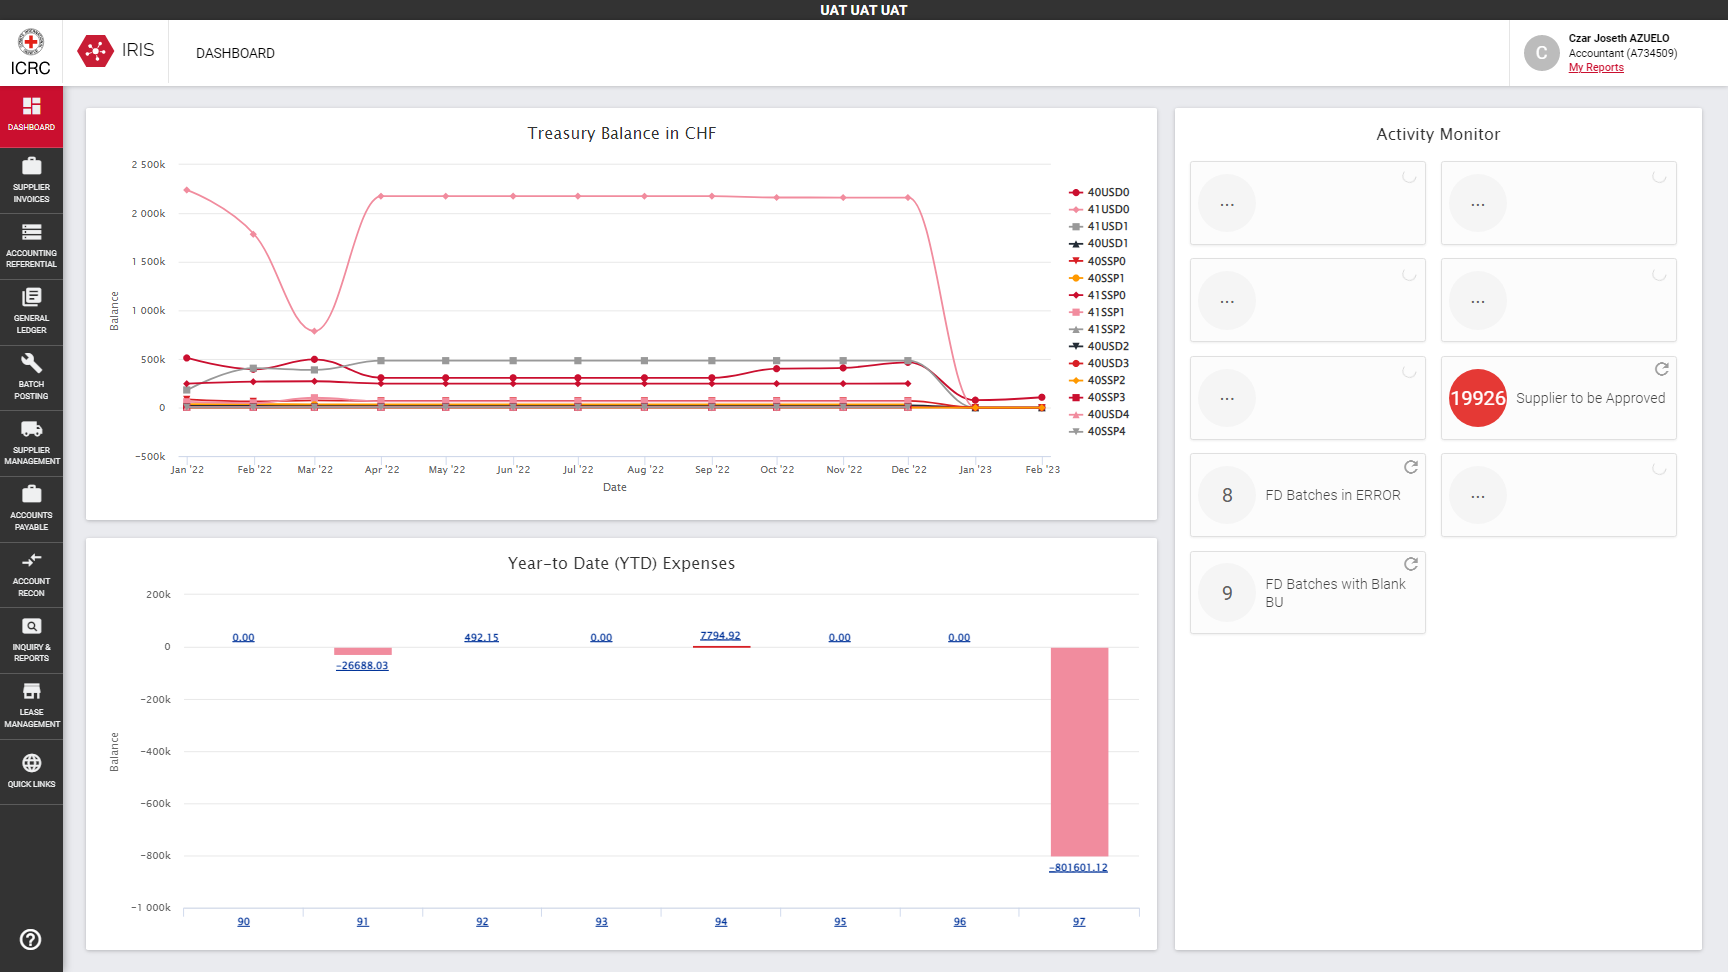 UAT UAT UAT
ICRC
IRIS
DASHBOARD
C
Czar Joseth AZUELO
Accountant (A734509)
My Reports
DASHBOARD
SUPPLIER
INVOICES
ACCOUNTING
REFERENTIAL
GENERAL
LEDGER
BATCH
POSTING
SUPPLIER
MANAGEMENT
ACCOUNTS
PAYABLE
ACCOUNT
RECON
INQUIRY &
REPORTS
LEASE
MANAGEMENT
QUICK LINKS
Treasury Balance in CHF
2 500k
2 000k
1 500k
1 000k
500k
0
−500k
Balance
Jan '22 Feb '22 Mar '22 Apr '22 May '22 Jun '22 Jul '22 Aug '22 Sep '22 Oct '22 Nov '22 Dec '22 Jan '23 Feb '23
Date
40USD0
41USD0
41USD1
40USD1
40SSP0
40SSP1
41SSP0
41SSP1
41SSP2
40USD2
40USD3
40SSP2
40SSP3
40USD4
40SSP4
Year-to Date (YTD) Expenses
200k
0
−200k
−400k
−600k
−800k
−1 000k
Balance
0.00 −26688.03 492.15 0.00 7794.92 0.00 0.00 −801601.12
90 91 92 93 94 95 96 97
Activity Monitor
... ...
... ...
... 19926 Supplier to be Approved
8 FD Batches in ERROR ...
9 FD Batches with Blank
BU